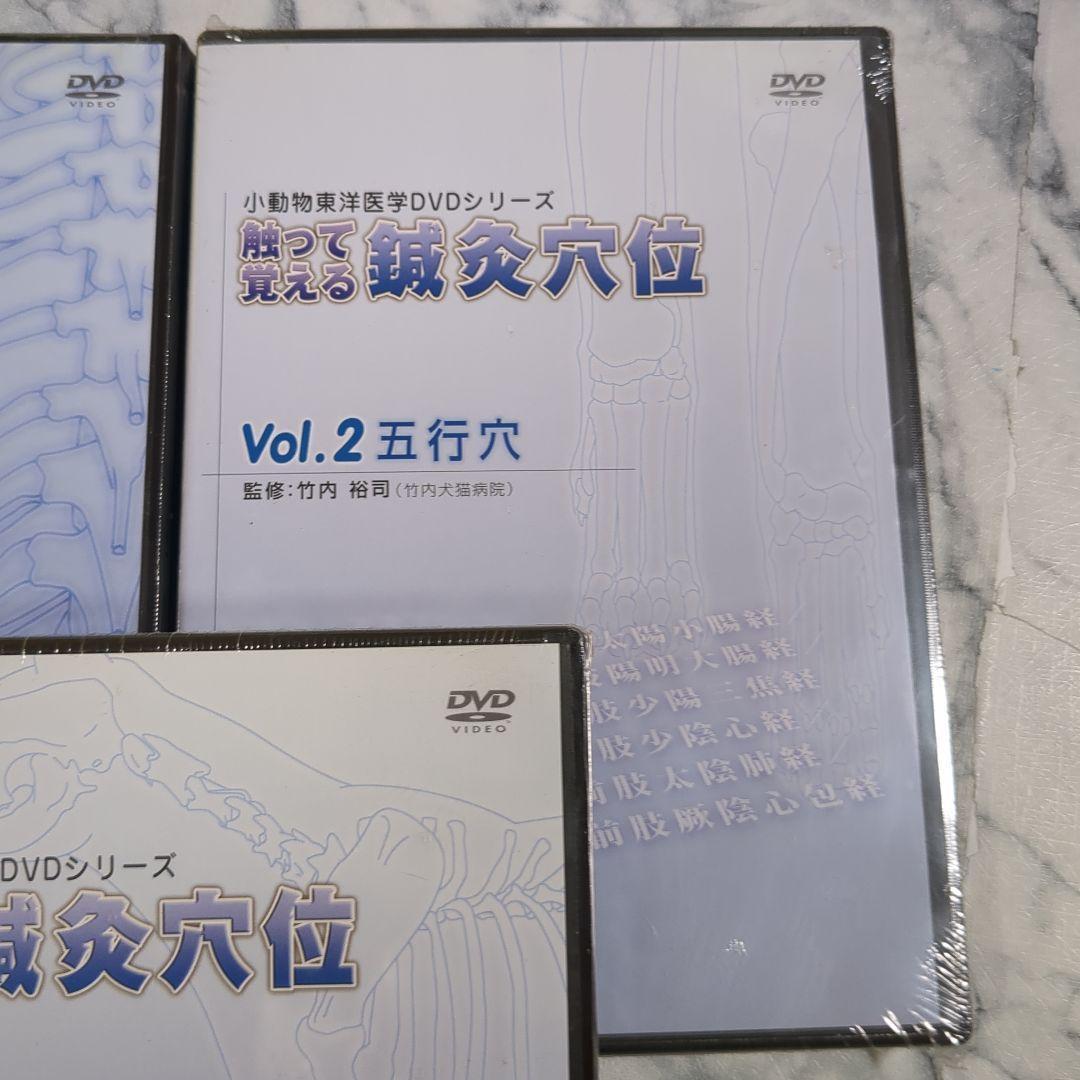 DVD
VIDEO
DVD
VIDEO
小動物東洋医学DVDシリーズ
触って
覚える
鍼灸穴位
Vol.2 五行穴
監修：竹内 裕司（竹内犬猫病院）
太陽小腸経
陽明大腸経
肢少陽三焦経
肢少陰心経
肢太陰肺経
前肢厥陰心包経
DVD
VIDEO
DVDシリーズ
鍼灸穴位